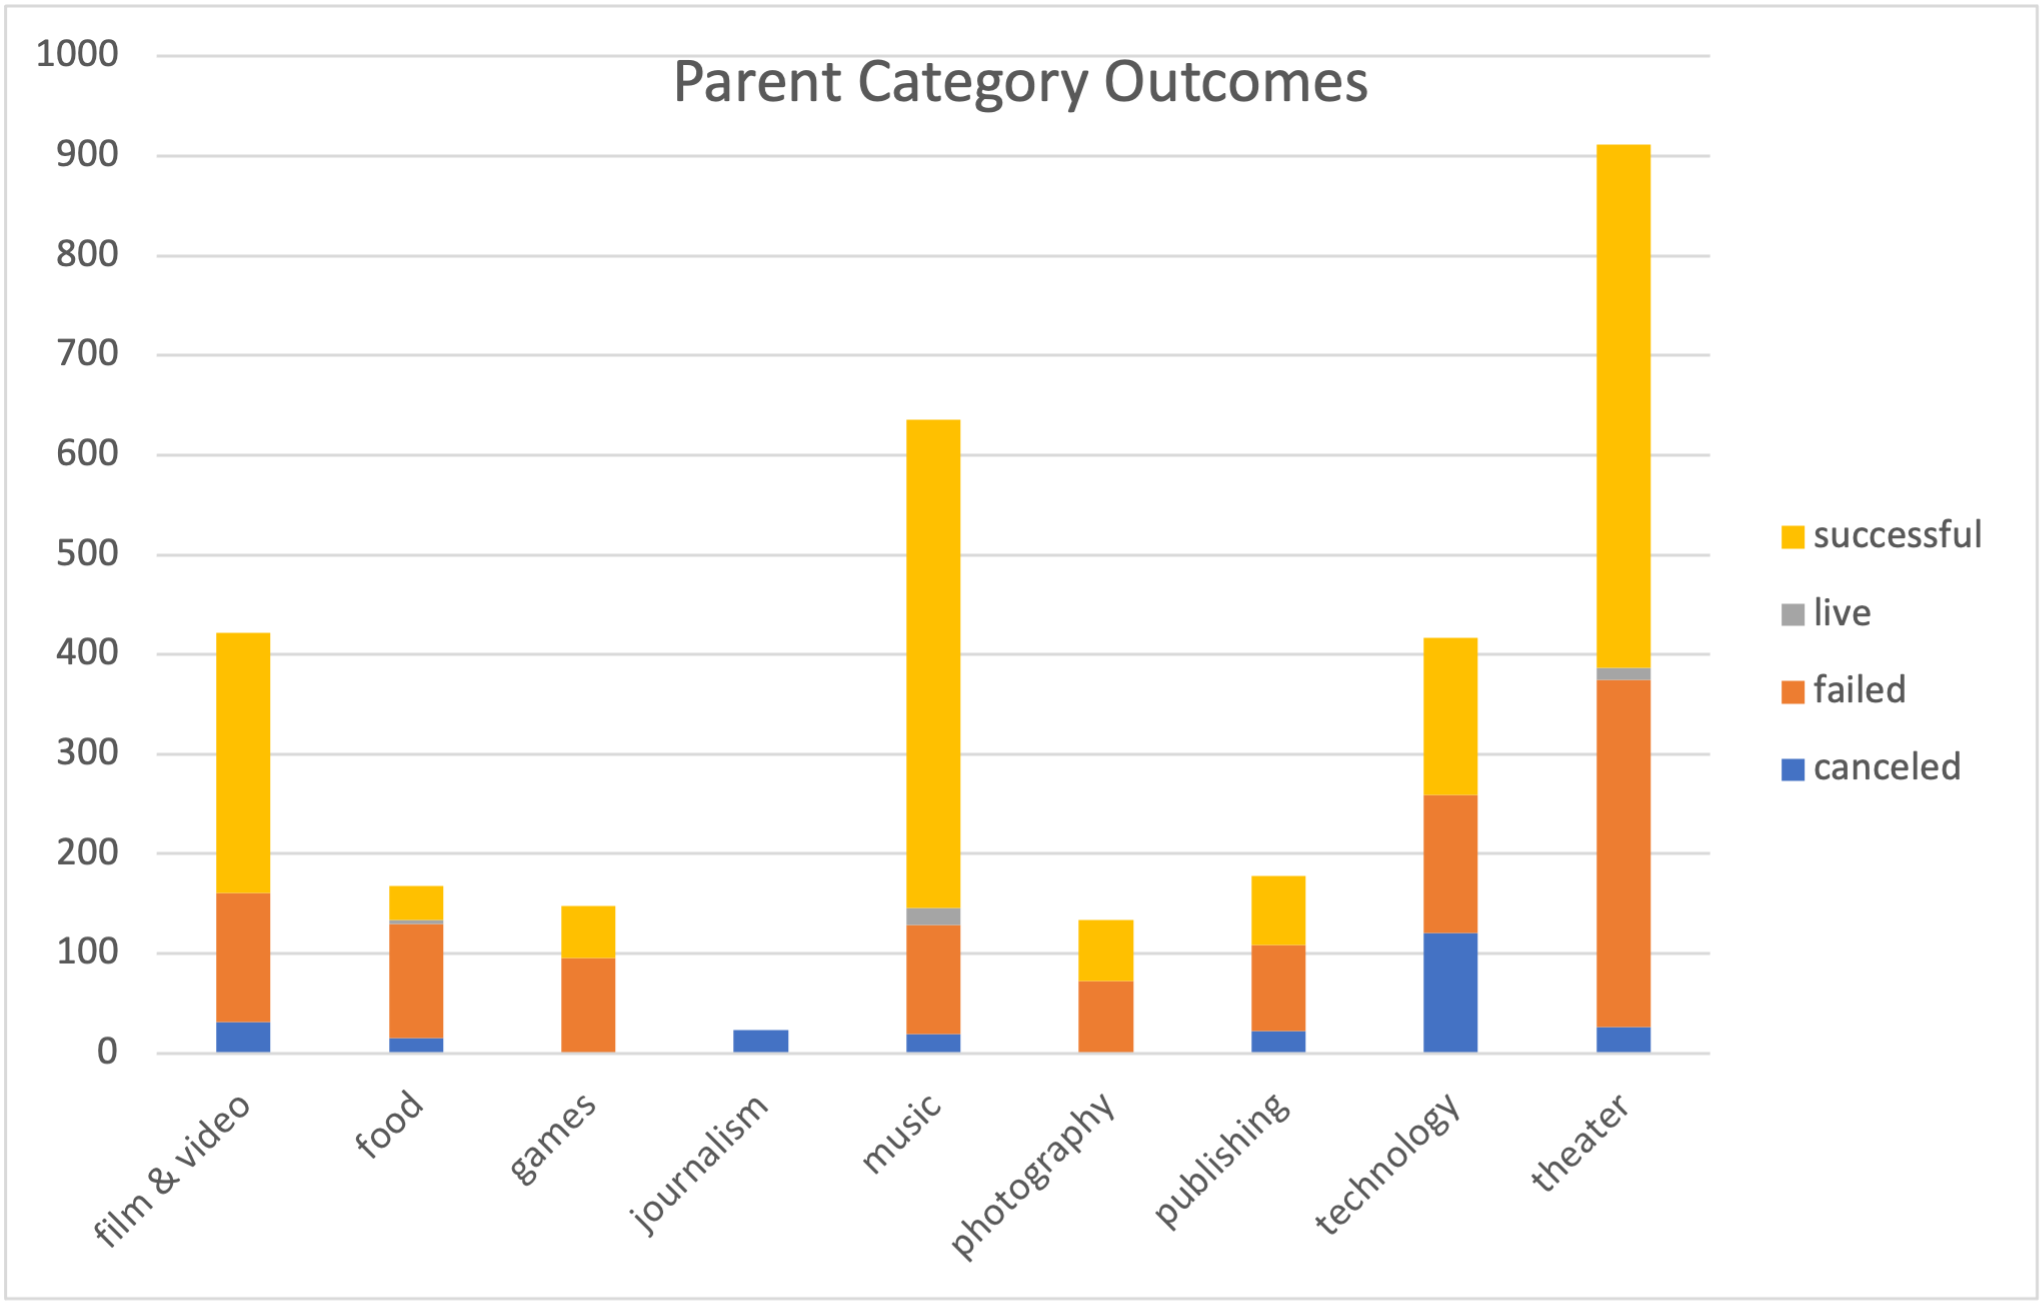 Parent Category Outcomes
1000
900
800
700
600
500
400
300
200
100
0
film & video
food
games
journalism
music
photography
publishing
technology
theater
successful
live
failed
canceled